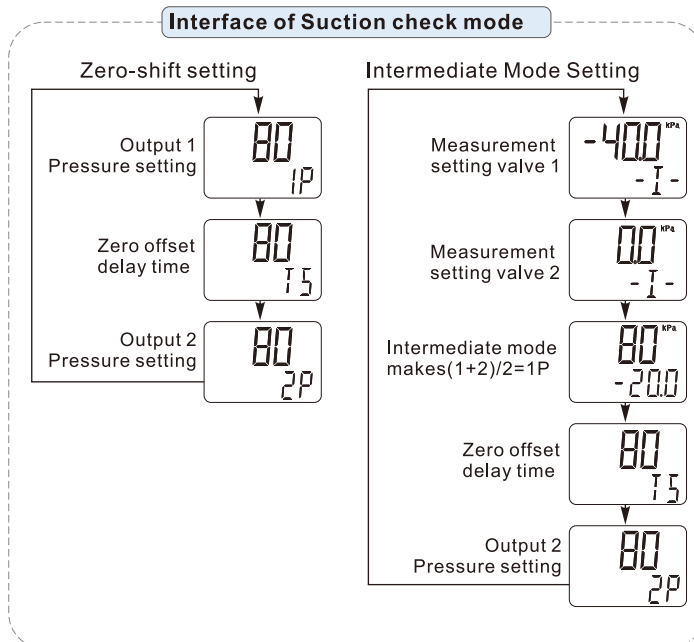 Interface of Suction check mode
Zero-shift setting
Output 1
Pressure setting
80
1P
Zero offset
delay time
80
T5
Output 2
Pressure setting
80
2P
Intermediate Mode Setting
Measurement
setting valve 1
-40.0 kPa
-I-
Measurement
setting valve 2
0.0 kPa
-I-
Intermediate mode
makes(1+2)/2=1P
80 kPa
-20.0
Zero offset
delay time
80
T5
Output 2
Pressure setting
80
2P